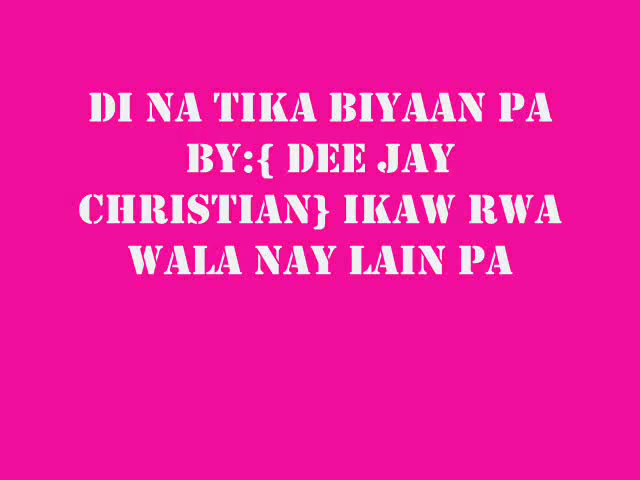 DI NA TIKA BIYAAN PA
BY:{ DEE JAY
CHRISTIAN} IKAW RWA
WALA NAY LAIN PA